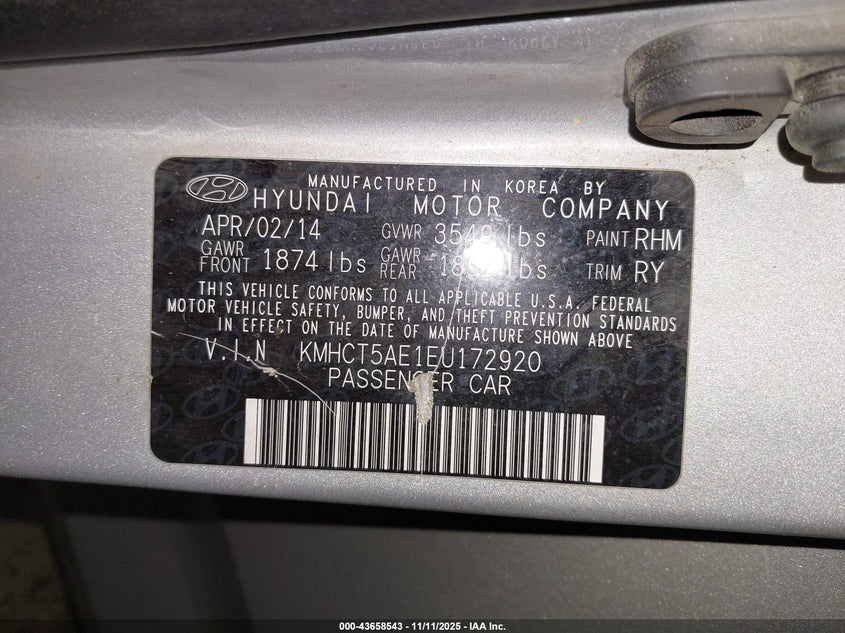 MANUFACTURED IN KOREA BY
HYUNDAI MOTOR COMPANY
APR/02/14 GVWR 3549 lbs PAINT RHM
GAWR FRONT 1874 lbs GAWR REAR lbs TRIM RY
THIS VEHICLE CONFORMS TO ALL APPLICABLE U.S.A. FEDERAL
MOTOR VEHICLE SAFETY, BUMPER, AND THEFT PREVENTION STANDARDS
IN EFFECT ON THE DATE OF MANUFACTURE SHOWN ABOVE
V.I.N KMHCT5AE1EU172920
PASSENGER CAR
000-43658543 - 11/11/2025 - IAA Inc.